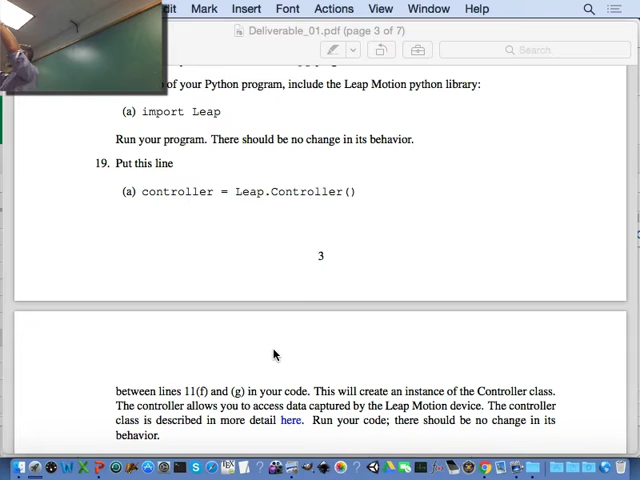 Mark Insert Font Actions View Window Help
Deliverable_01.pdf (page 3 of 7)
Search
of your Python program, include the Leap Motion python library:
(a) import Leap
Run your program. There should be no change in its behavior.
19. Put this line
(a) controller = Leap.Controller()
3
between lines 11(f) and (g) in your code. This will create an instance of the Controller class.
The controller allows you to access data captured by the Leap Motion device. The controller
class is described in more detail here. Run your code; there should be no change in its
behavior.